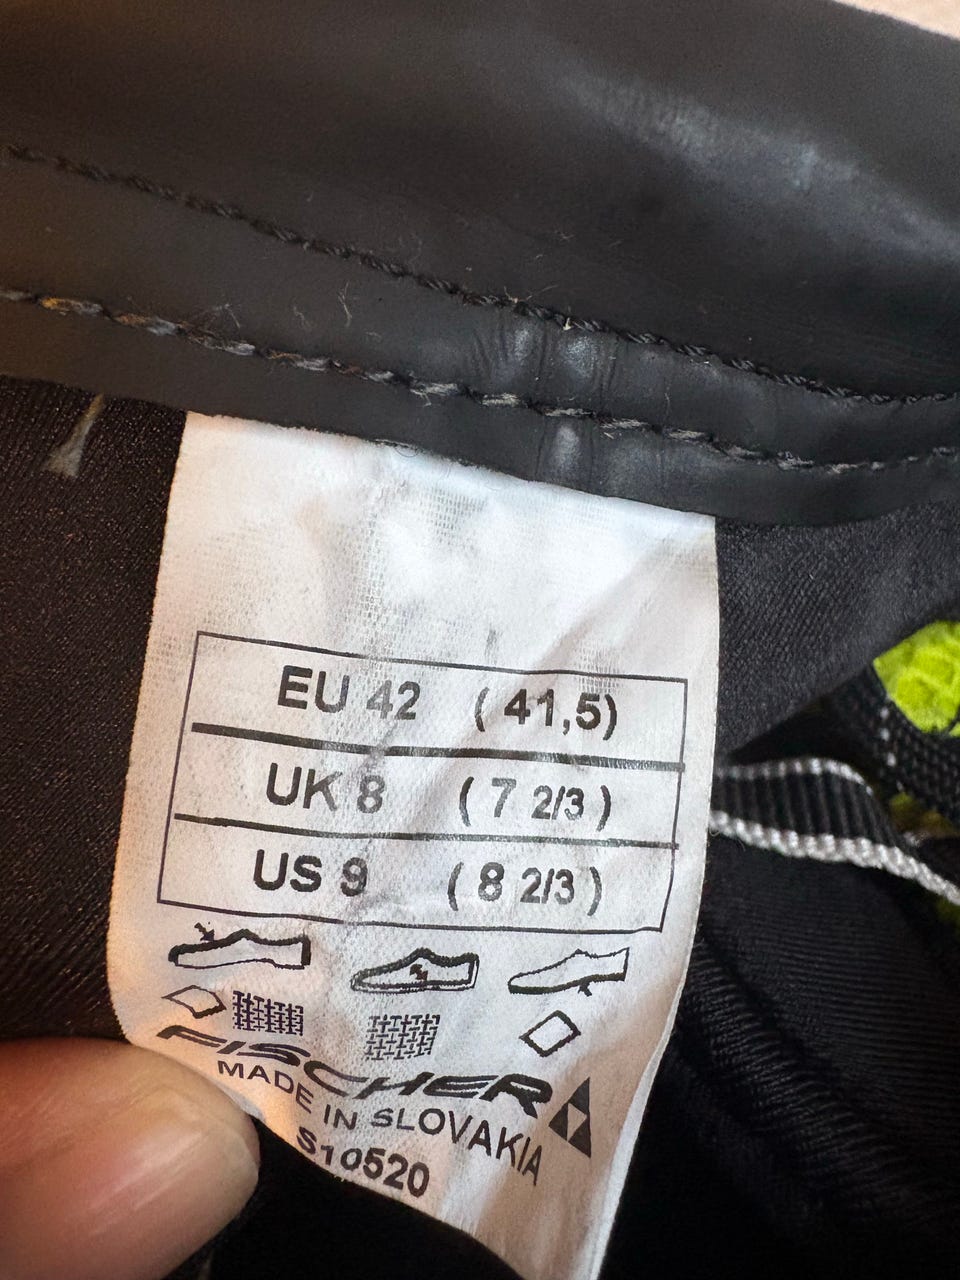 EU 42 ( 41,5)
UK 8 ( 7 2/3 )
US 9 ( 8 2/3 )
FISCHER
MADE IN SLOVAKIA
S10520